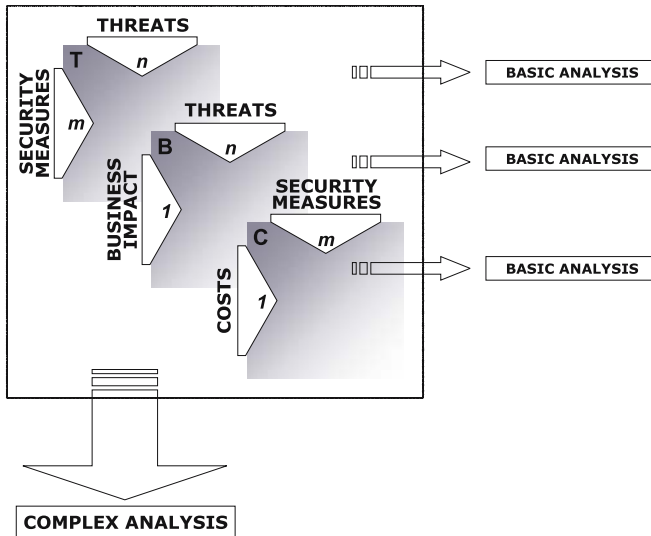 THREATS
T
n
SECURITY
MEASURES
m
BASIC ANALYSIS
THREATS
B
n
BUSINESS
IMPACT
1
BASIC ANALYSIS
SECURITY
MEASURES
C
m
COSTS
1
BASIC ANALYSIS
COMPLEX ANALYSIS